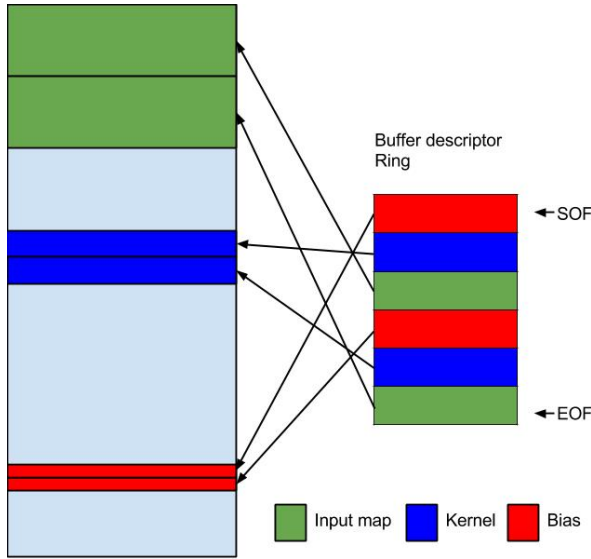 Buffer descriptor
Ring
SOF
EOF
Input map
Kernel
Bias